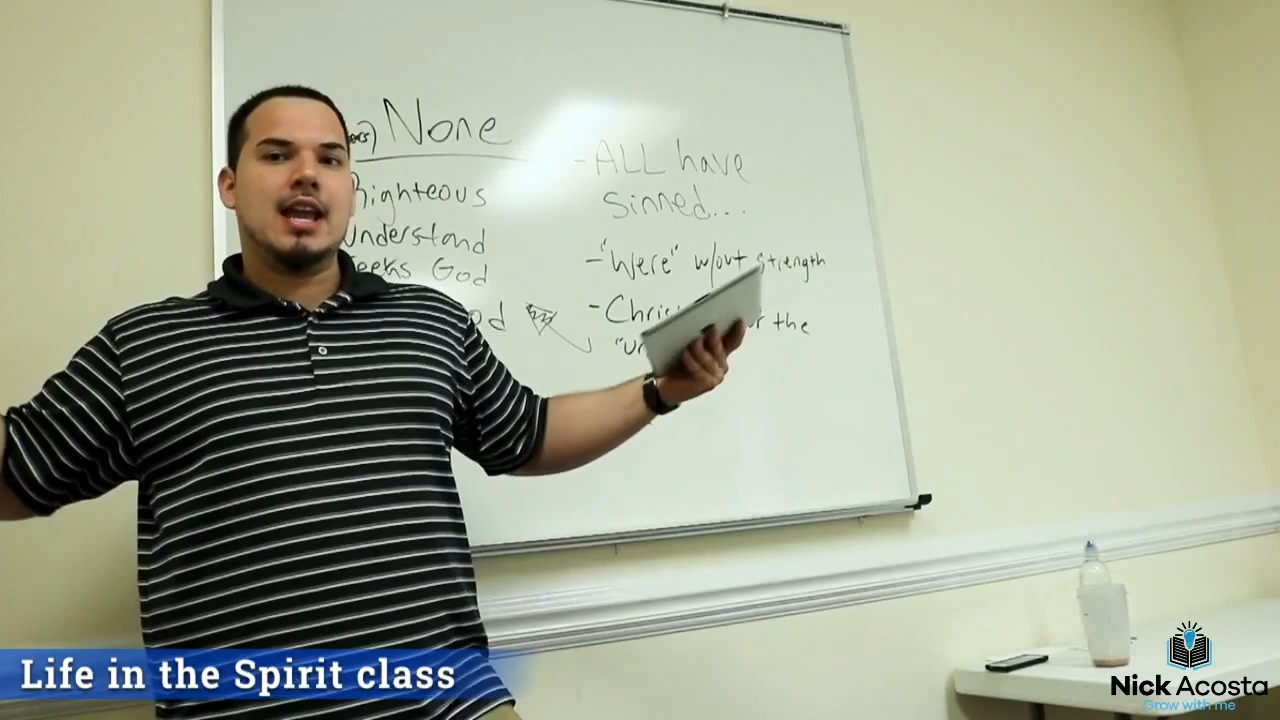 None
Righteous
Understand
Seeks God
- ALL have
sinned...
- "Were" w/out strength
- Chris the
Life in the Spirit class
Nick Acosta
Grow with me